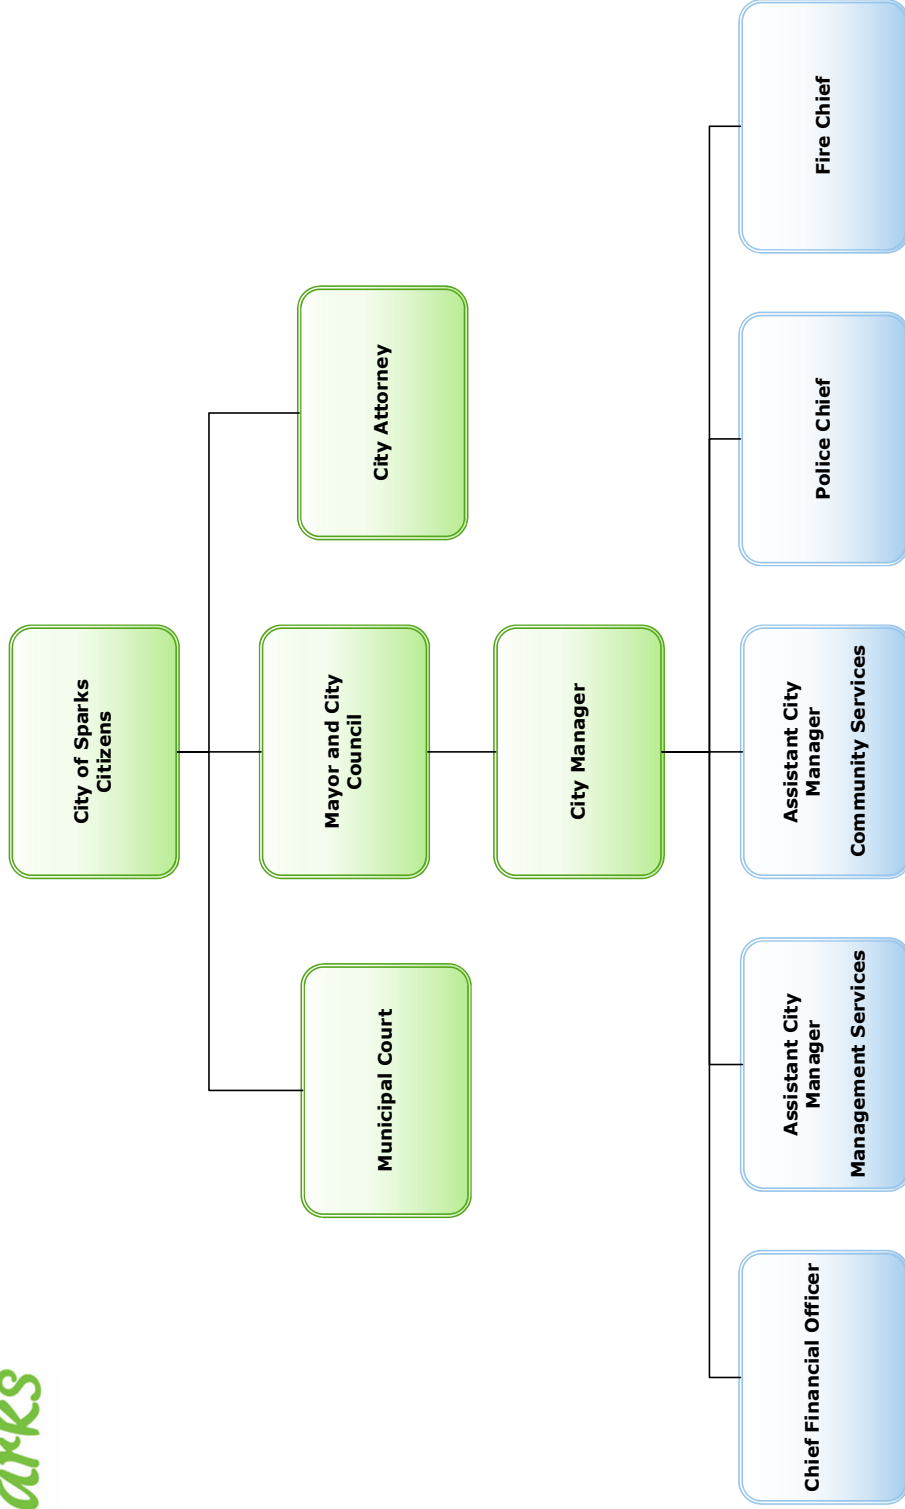 arks
City of Sparks
Citizens
Municipal Court
Mayor and City
Council
City Attorney
City Manager
Chief Financial Officer
Assistant City
Manager
Management Services
Assistant City
Manager
Community Services
Police Chief
Fire Chief